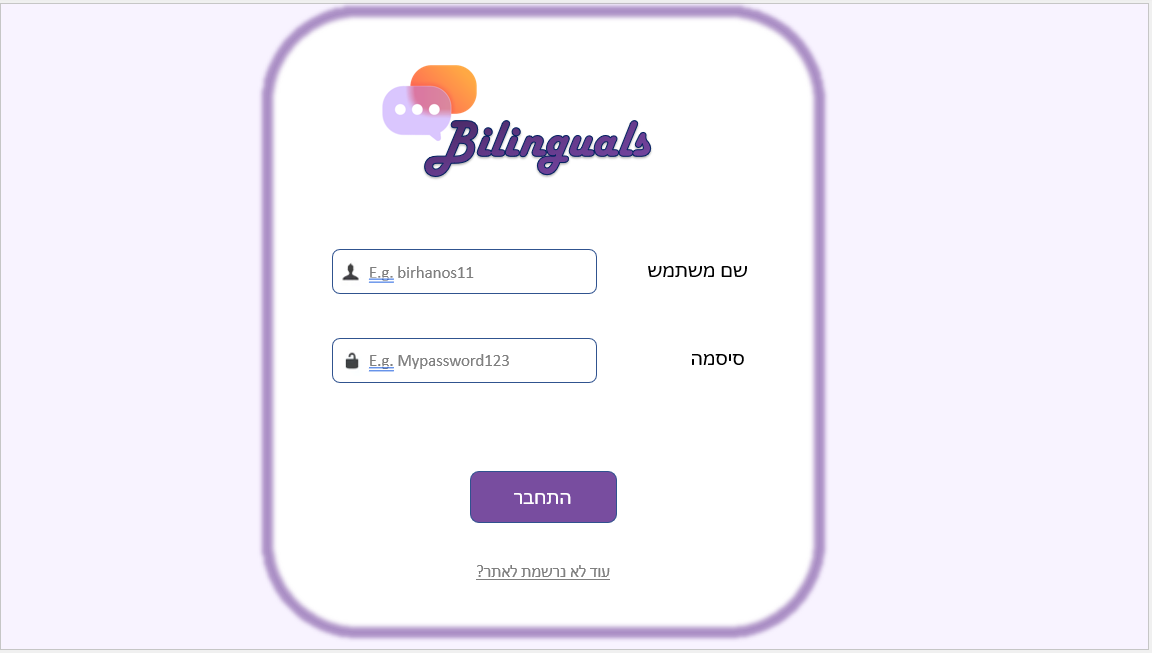 Bilinguals
שם משתמש
E.g. birhanos11
סיסמה
E.g. Mypassword123
התחבר
עוד לא נרשמת לאתר?